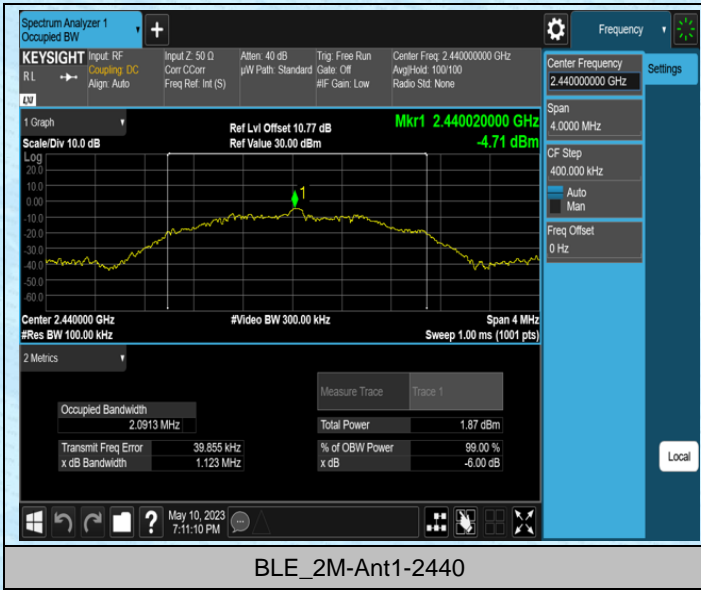 Spectrum Analyzer 1
Occupied BW
Frequency
KEYSIGHT
RL
Input: RF
Coupling: DC
Align: Auto
Input Z: 50 Ω
Corr CCorr
Freq Ref: Int (S)
Atten: 40 dB
µW Path: Standard
Trig: Free Run
Gate: Off
#IF Gain: Low
Center Freq: 2.440000000 GHz
Avg|Hold: 100/100
Radio Std: None
Center Frequency
2.440000000 GHz
Settings
Span
4.0000 MHz
CF Step
400.000 kHz
Auto
Man
Freq Offset
0 Hz
1 Graph
Scale/Div 10.0 dB
Ref Lvl Offset 10.77 dB
Ref Value 30.00 dBm
Mkr1 2.440020000 GHz
-4.71 dBm
Log
20.0
10.0
0.00
-10.0
-20.0
-30.0
-40.0
-50.0
-60.0
1
Center 2.440000 GHz
#Res BW 100.00 kHz
#Video BW 300.00 kHz
Span 4 MHz
Sweep 1.00 ms (1001 pts)
2 Metrics
Measure Trace Trace 1
Occupied Bandwidth
2.0913 MHz
Total Power 1.87 dBm
Transmit Freq Error 39.855 kHz
% of OBW Power 99.00 %
x dB Bandwidth 1.123 MHz
x dB -6.00 dB
Local
?
May 10, 2023
7:11:10 PM
BLE_2M-Ant1-2440